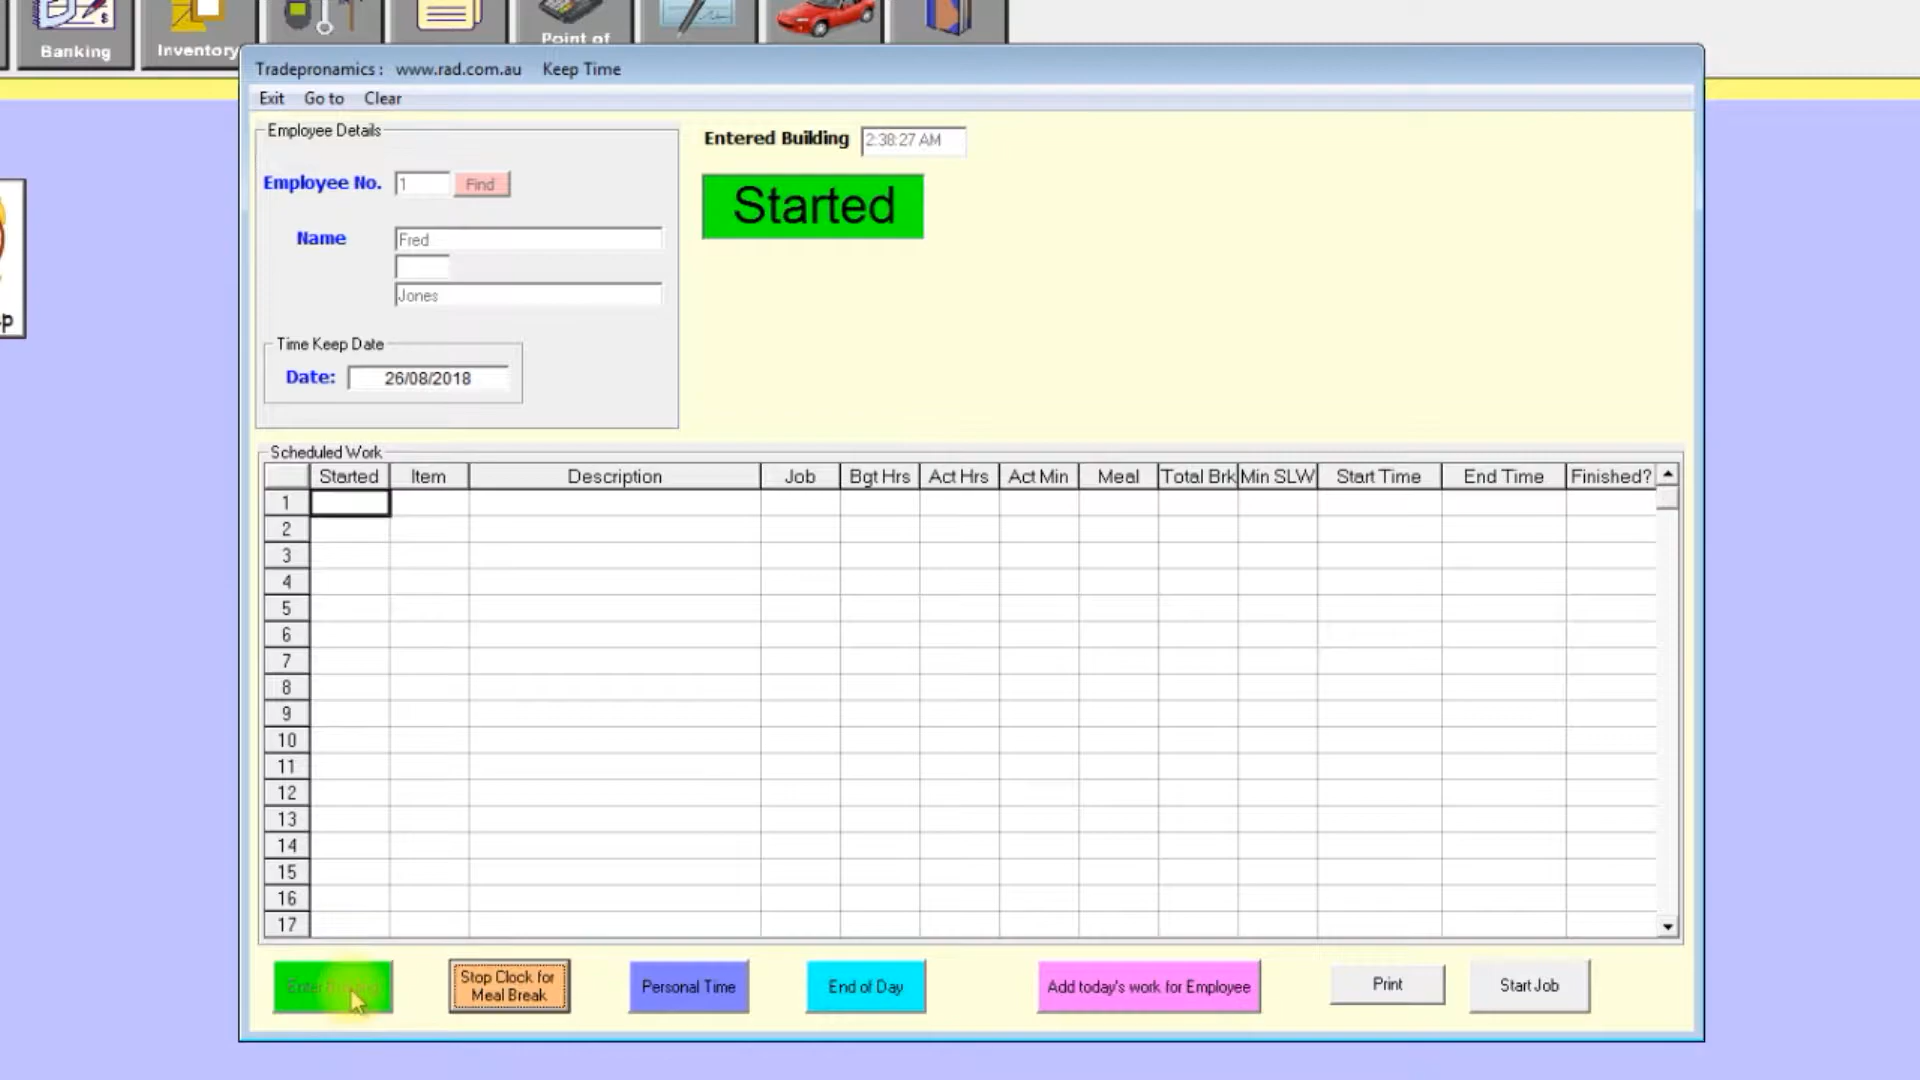 Banking
Inventory
Point of
Tradepronamics : www.rad.com.au Keep Time
Exit Go to Clear
Employee Details
Employee No. 1 Find
Name Fred
Jones
Time Keep Date
Date: 26/08/2018
Entered Building 2:38:27 AM
Started
p
Scheduled Work
Started Item Description Job Bgt Hrs Act Hrs Act Min Meal Total Brk Min SLW Start Time End Time Finished?
1
2
3
4
5
6
7
8
9
10
11
12
13
14
15
16
17
Enter
Stop Clock for
Meal Break
Personal Time
End of Day
Add today's work for Employee
Print
Start Job